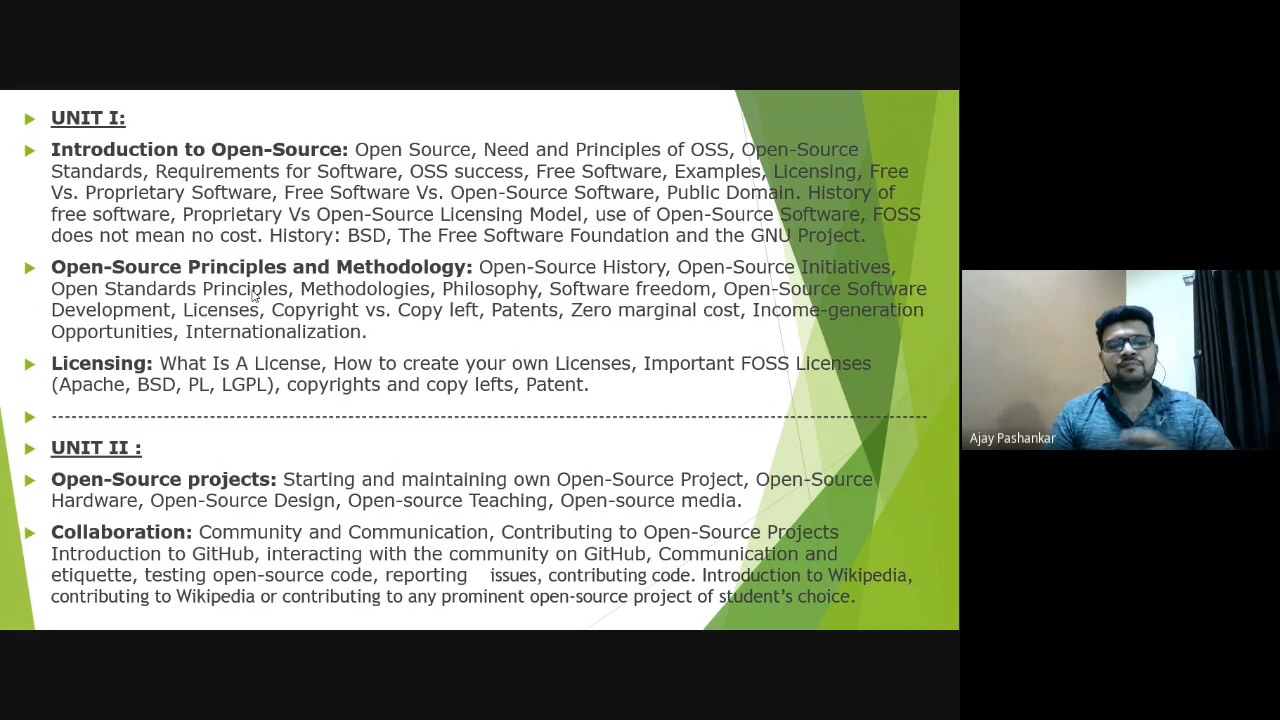 UNIT I:
Introduction to Open-Source: Open Source, Need and Principles of OSS, Open-Source
Standards, Requirements for Software, OSS success, Free Software, Examples, Licensing, Free
Vs. Proprietary Software, Free Software Vs. Open-Source Software, Public Domain. History of
free software, Proprietary Vs Open-Source Licensing Model, use of Open-Source Software, FOSS
does not mean no cost. History: BSD, The Free Software Foundation and the GNU Project.
Open-Source Principles and Methodology: Open-Source History, Open-Source Initiatives,
Open Standards Principles, Methodologies, Philosophy, Software freedom, Open-Source Software
Development, Licenses, Copyright vs. Copy left, Patents, Zero marginal cost, Income-generation
Opportunities, Internationalization.
Licensing: What Is A License, How to create your own Licenses, Important FOSS Licenses
(Apache, BSD, PL, LGPL), copyrights and copy lefts, Patent.
--------------------------------------------------------------------------------------------
UNIT II :
Open-Source projects: Starting and maintaining own Open-Source Project, Open-Source
Hardware, Open-Source Design, Open-source Teaching, Open-source media.
Collaboration: Community and Communication, Contributing to Open-Source Projects
Introduction to GitHub, interacting with the community on GitHub, Communication and
etiquette, testing open-source code, reporting issues, contributing code. Introduction to Wikipedia,
contributing to Wikipedia or contributing to any prominent open-source project of student's choice.
Ajay Pashankar